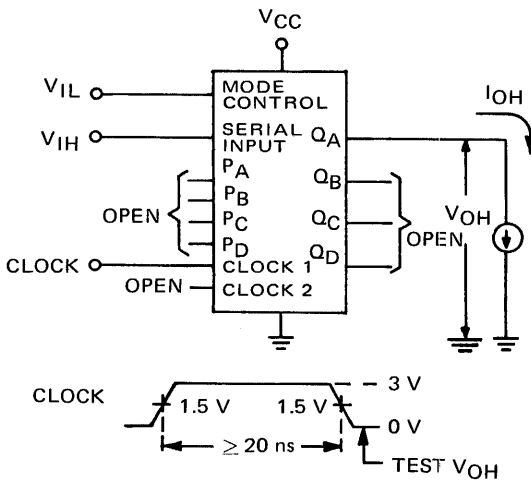 VCC
VIL
MODE CONTROL
VIH
SERIAL INPUT
QA
IOH
PA
PB
PC
PD
OPEN
QB
QC
QD
OPEN
VOH
CLOCK
CLOCK 1
OPEN
CLOCK 2
CLOCK
1.5 V
1.5 V
3 V
0 V
≥ 20 ns
TEST VOH